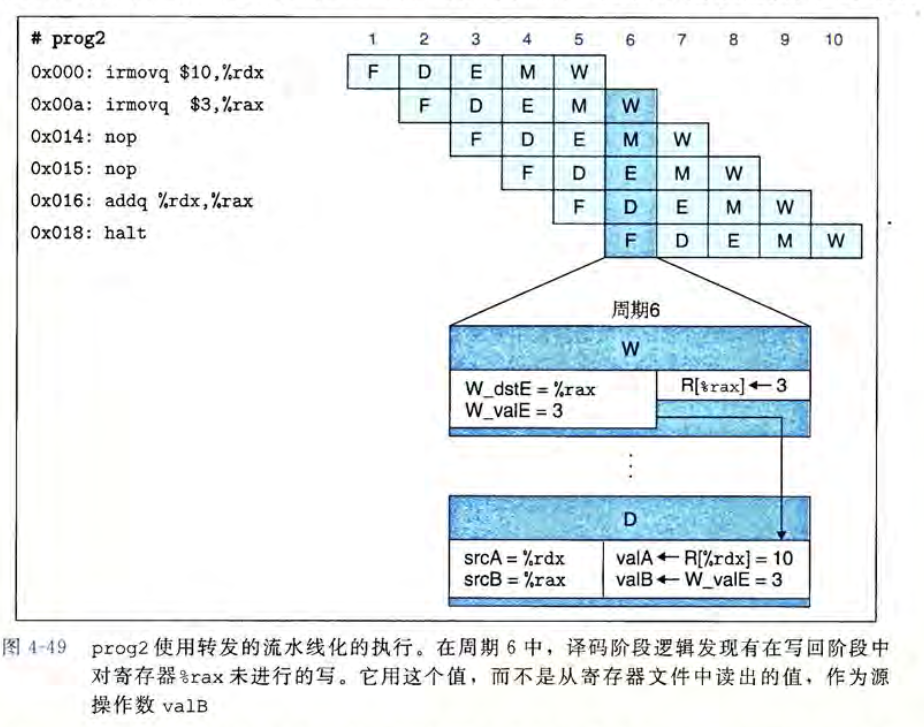 # prog2
1 2 3 4 5 6 7 8 9 10
0x000: irmovq $10,%rdx F D E M W
0x00a: irmovq $3,%rax F D E M W
0x014: nop F D E M W
0x015: nop F D E M W
0x016: addq %rdx,%rax F D E M W
0x018: halt F D E M W
周期6
W
W_dstE = %rax R[%rax] ← 3
W_valE = 3
⋮
D
srcA = %rdx valA ← R[%rdx] = 10
srcB = %rax valB ← W_valE = 3
图 4-49 prog2 使用转发的流水线化的执行。在周期 6 中，译码阶段逻辑发现有在写回阶段中
对寄存器%rax 未进行的写。它用这个值，而不是从寄存器文件中读出的值，作为源
操作数 valB